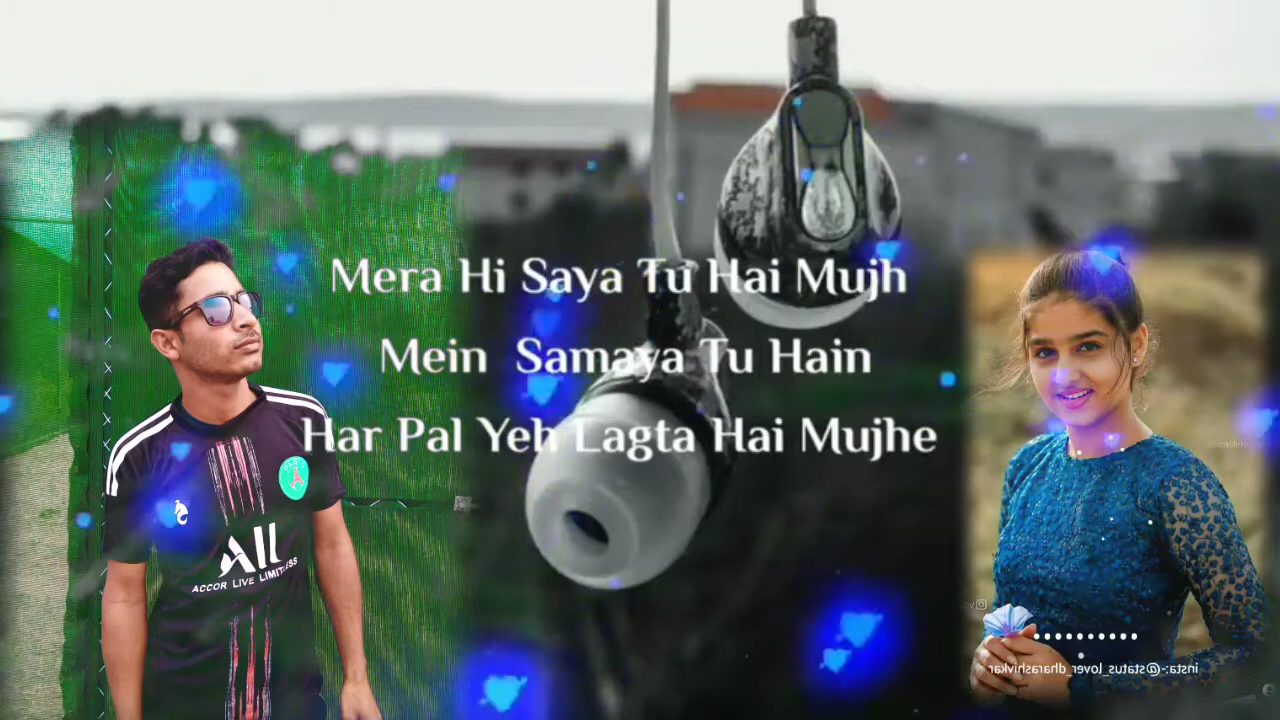 Mera Hi Saya Tu Hai Mujh
Mein Samaya Tu Hain
Har Pal Yeh Lagta Hai Mujhe
ALL
ACCOR LIVE LIMITLESS
insta:-@status_lover_dharashivkar